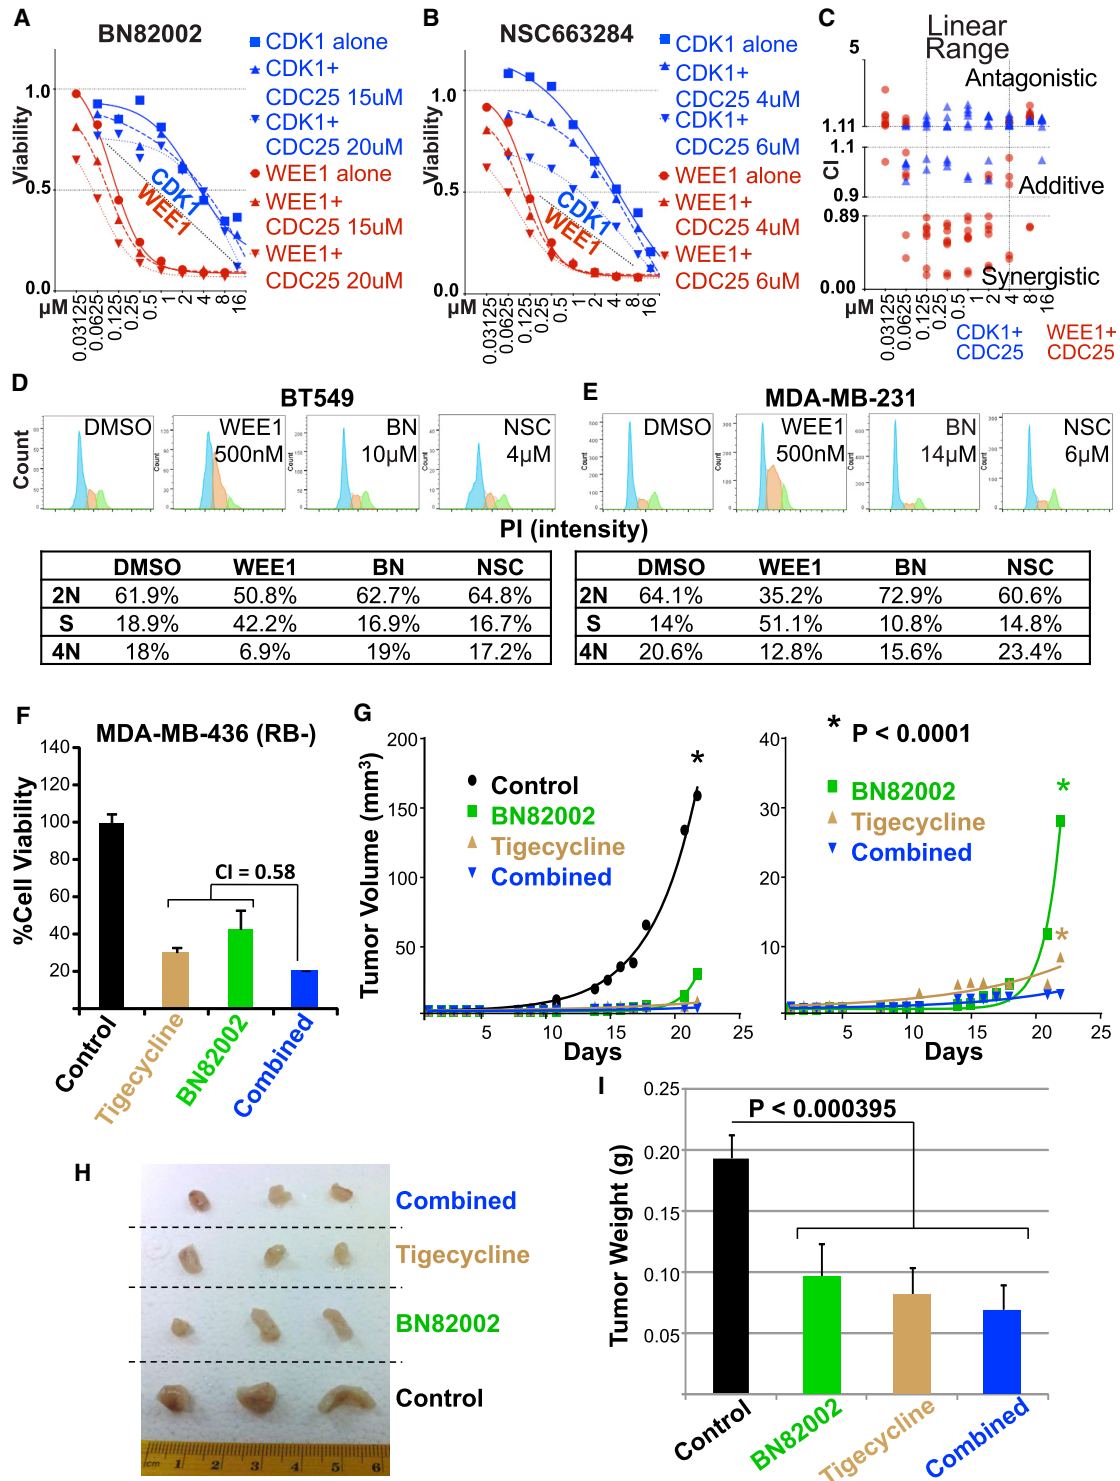 A
BN82002
Viability
1.0
0.5
0.0
µM
0.03125
0.0625
0.125
0.25
0.5
1
2
4
8
16
CDK1
WEE1
CDK1 alone
CDK1+
CDC25 15uM
CDK1+
CDC25 20uM
WEE1 alone
WEE1+
CDC25 15uM
WEE1+
CDC25 20uM
B
NSC663284
Viability
1.0
0.5
0.0
µM
0.03125
0.0625
0.125
0.25
0.5
1
2
4
8
16
CDK1
WEE1
CDK1 alone
CDK1+
CDC25 4uM
CDK1+
CDC25 6uM
WEE1 alone
WEE1+
CDC25 4uM
WEE1+
CDC25 6uM
C
Linear
Range
5
Antagonistic
1.11
1.1
CI
Additive
0.9
0.89
Synergistic
0.00
µM
0.03125
0.0625
0.125
0.25
0.5
1
2
4
8
16
CDK1+
CDC25
WEE1+
CDC25
D
BT549
Count
DMSO
WEE1
500nM
BN
10µM
NSC
4µM
E
MDA-MB-231
DMSO
WEE1
500nM
BN
14µM
NSC
6µM
PI (intensity)
DMSO WEE1 BN NSC
2N 61.9% 50.8% 62.7% 64.8%
S 18.9% 42.2% 16.9% 16.7%
4N 18% 6.9% 19% 17.2%
DMSO WEE1 BN NSC
2N 64.1% 35.2% 72.9% 60.6%
S 14% 51.1% 10.8% 14.8%
4N 20.6% 12.8% 15.6% 23.4%
F
MDA-MB-436 (RB-)
%Cell Viability
140
120
100
80
60
40
20
CI = 0.58
Control
Tigecycline
BN82002
Combined
G
Tumor Volume (mm³)
200
150
100
50
5 10 15 20 25
Days
*
Control
BN82002
Tigecycline
Combined
* P < 0.0001
40
30
20
10
5 10 15 20 25
Days
BN82002 *
Tigecycline
Combined
*
H
Combined
Tigecycline
BN82002
Control
cm 1 2 3 4 5 6
I
Tumor Weight (g)
0.25
0.20
0.15
0.10
0.05
P < 0.000395
Control
BN82002
Tigecycline
Combined